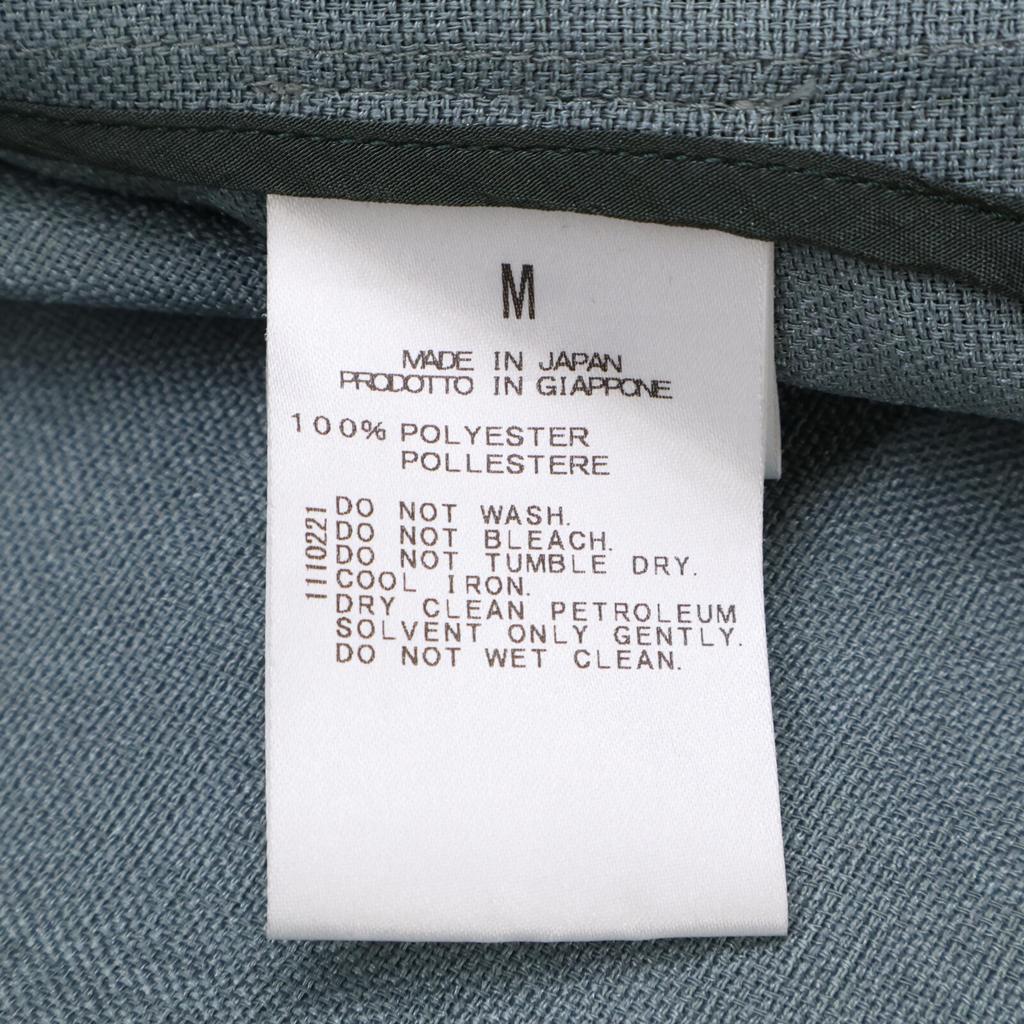 M
MADE IN JAPAN
PRODOTTO IN GIAPPONE
100% POLYESTER
POLLESTERE
1110221
DO NOT WASH.
DO NOT BLEACH.
DO NOT TUMBLE DRY.
COOL IRON.
DRY CLEAN PETROLEUM
SOLVENT ONLY GENTLY.
DO NOT WET CLEAN.